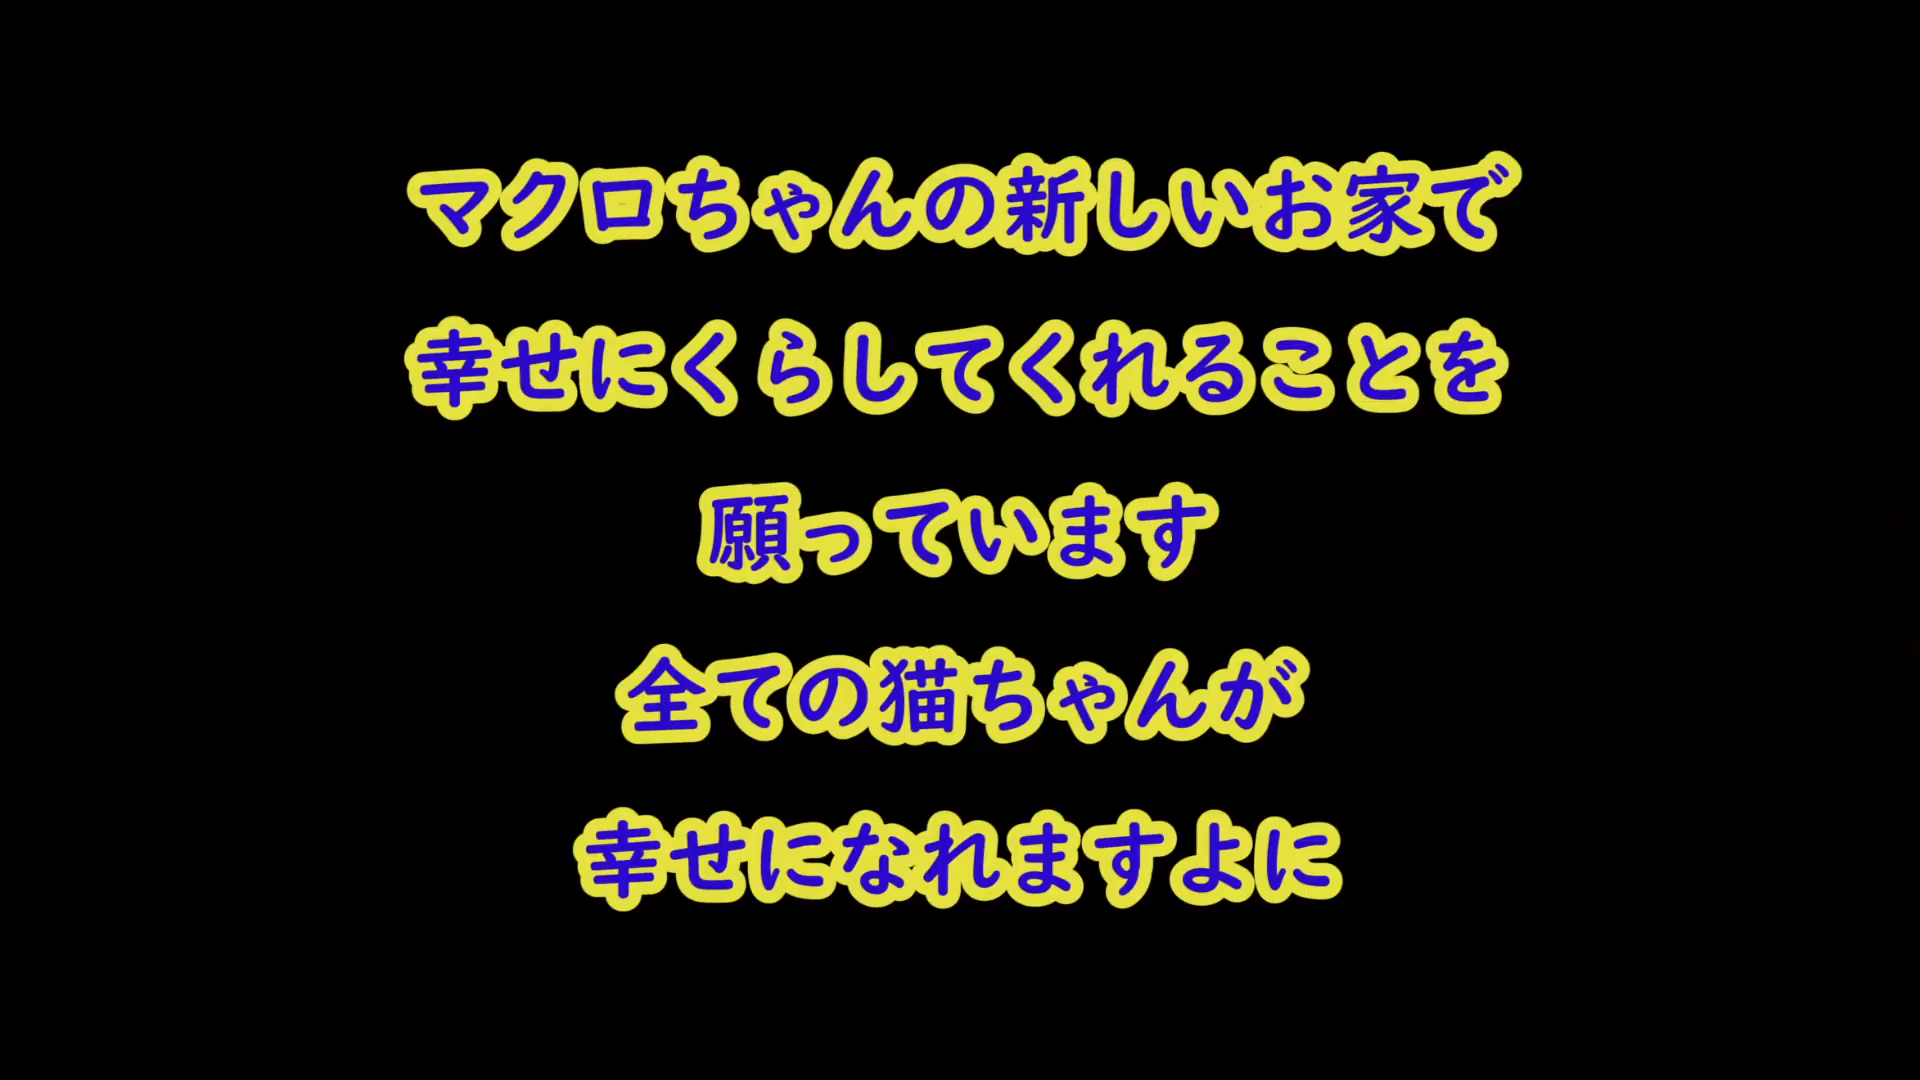 マクロちゃんの新しいお家で
幸せにくらしてくれることを
願っています
全ての猫ちゃんが
幸せになれますよに